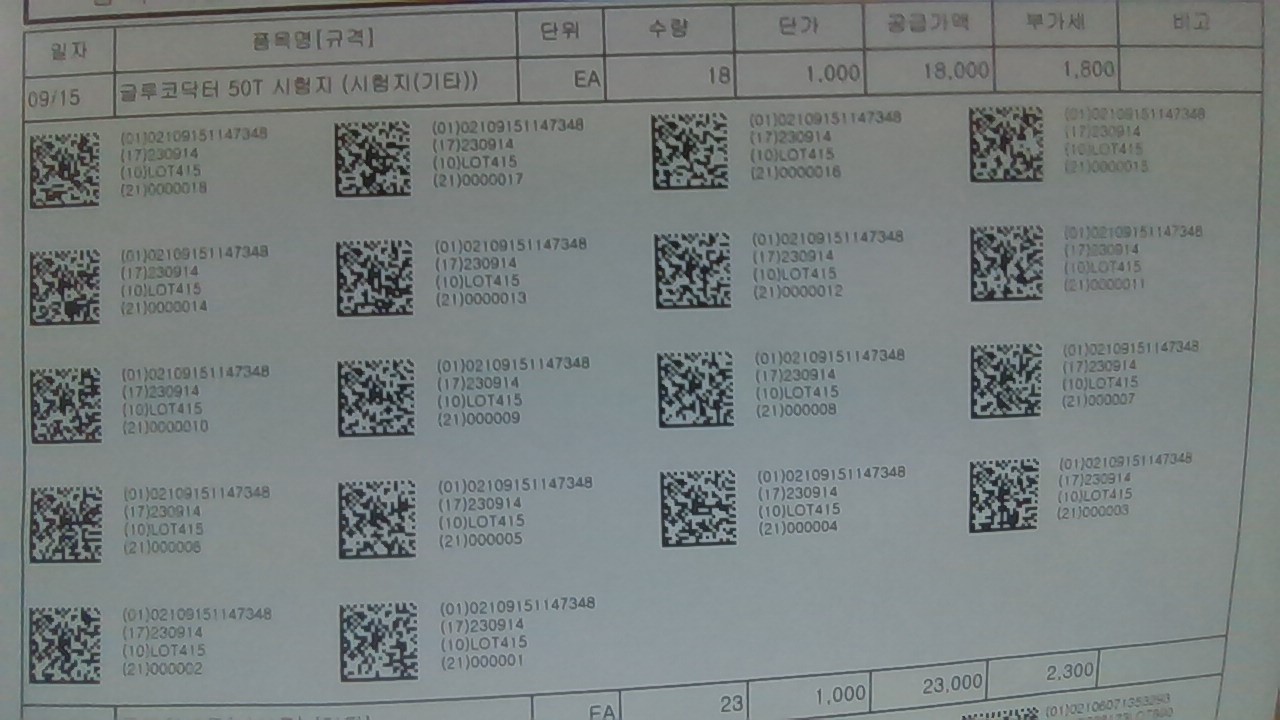 일자 품목명[규격] 단위 수량 단가 공급가액 부가세 비고
09/15 글루코닥터 50T 시험지 (시험지(기타)) EA 18 1,000 18,000 1,800
(01)02109151147348 (01)02109151147348 (01)02109151147348 (01)02109151147348
(17)230914 (17)230914 (17)230914 (17)230914
(10)LOT415 (10)LOT415 (10)LOT415 (10)LOT415
(21)0000018 (21)0000017 (21)0000016 (21)0000015
(01)02109151147348 (01)02109151147348 (01)02109151147348 (01)02109151147348
(17)230914 (17)230914 (17)230914 (17)230914
(10)LOT415 (10)LOT415 (10)LOT415 (10)LOT415
(21)0000014 (21)0000013 (21)0000012 (21)0000011
(01)02109151147348 (01)02109151147348 (01)02109151147348 (01)02109151147348
(17)230914 (17)230914 (17)230914 (17)230914
(10)LOT415 (10)LOT415 (10)LOT415 (10)LOT415
(21)0000010 (21)000009 (21)000008 (21)000007
(01)02109151147348 (01)02109151147348 (01)02109151147348 (01)02109151147348
(17)230914 (17)230914 (17)230914 (17)230914
(10)LOT415 (10)LOT415 (10)LOT415 (10)LOT415
(21)000006 (21)000005 (21)000004 (21)000003
(01)02109151147348 (01)02109151147348
(17)230914 (17)230914
(10)LOT415 (10)LOT415
(21)000002 (21)000001
EA 23 1,000 23,000 2,300